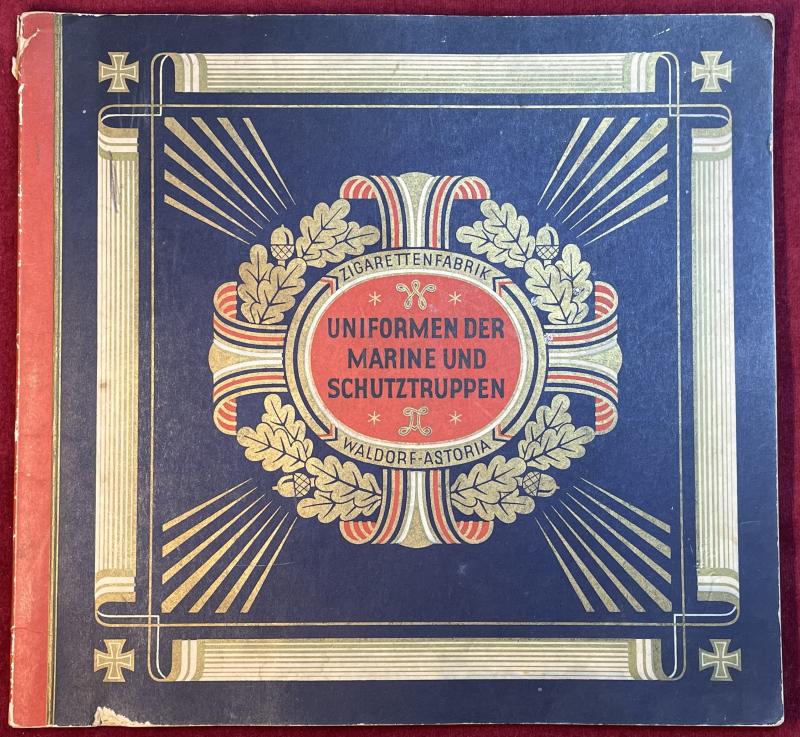 ZIGARETTENFABRIK
W
UNIFORMEN DER
MARINE UND
SCHUTZTRUPPEN
WALDORF-ASTORIA